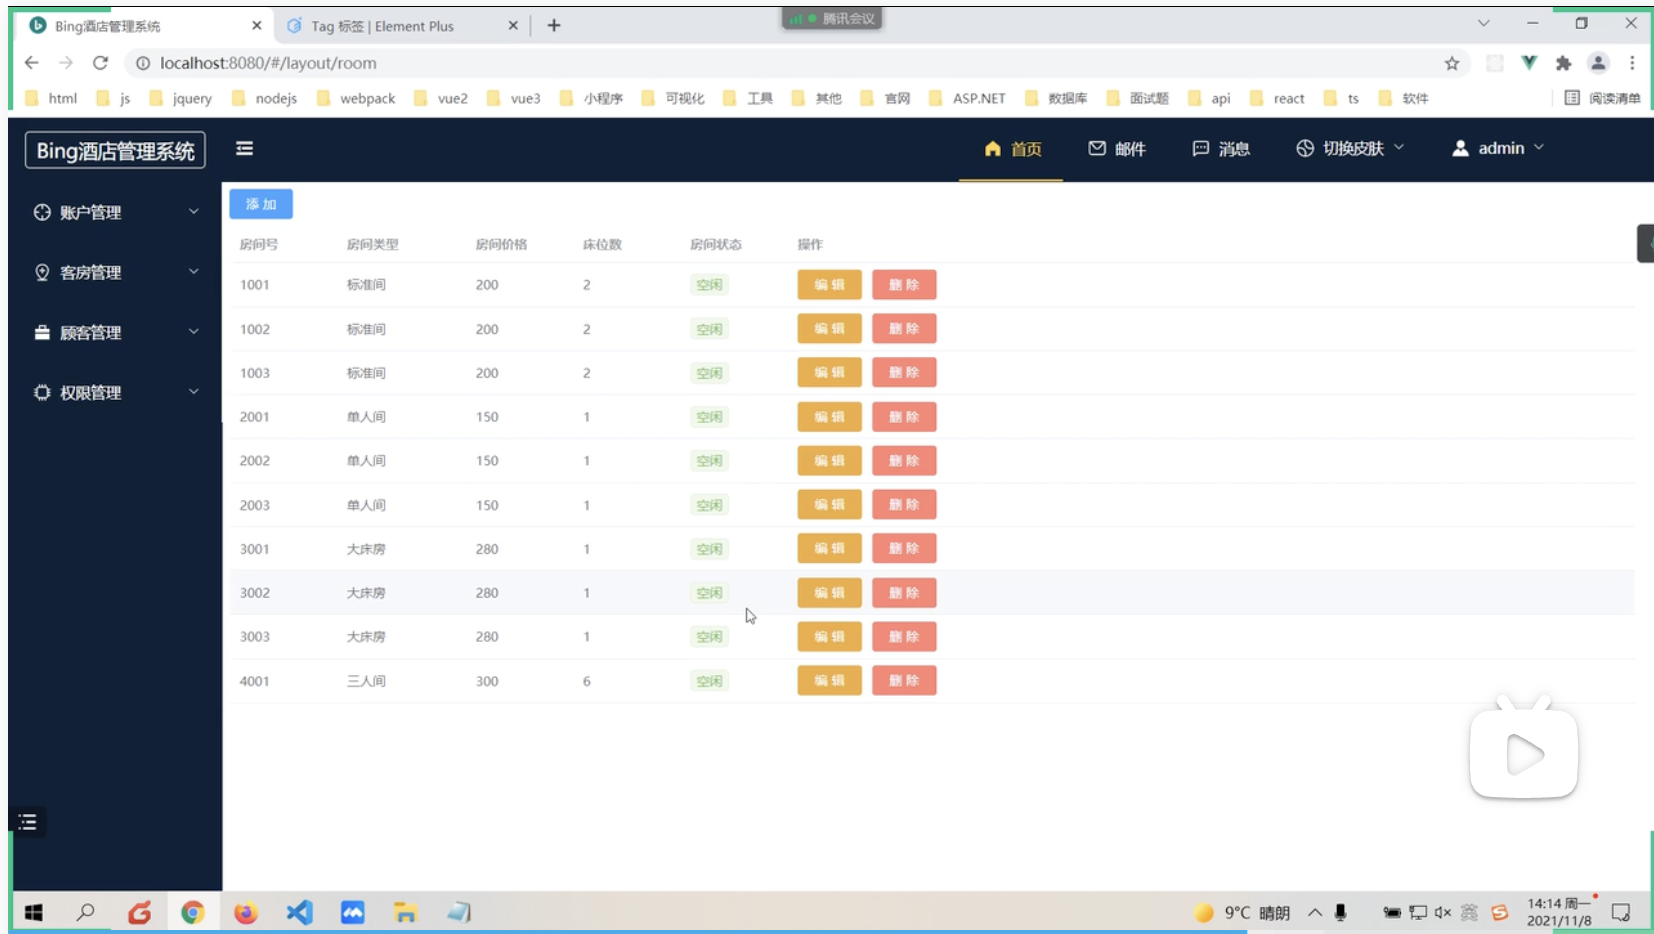 Bing酒店管理系统
Tag 标签 | Element Plus
腾讯会议
localhost:8080/#/layout/room
html js jquery nodejs webpack vue2 vue3 小程序 可视化 工具 其他 官网 ASP.NET 数据库 面试题 api react ts 软件 阅读清单
Bing酒店管理系统 首页 邮件 消息 切换皮肤 admin
账户管理
客房管理
顾客管理
权限管理
添加
房间号 房间类型 房间价格 床位数 房间状态 操作
1001 标准间 200 2 空闲 编辑 删除
1002 标准间 200 2 空闲 编辑 删除
1003 标准间 200 2 空闲 编辑 删除
2001 单人间 150 1 空闲 编辑 删除
2002 单人间 150 1 空闲 编辑 删除
2003 单人间 150 1 空闲 编辑 删除
3001 大床房 280 1 空闲 编辑 删除
3002 大床房 280 1 空闲 编辑 删除
3003 大床房 280 1 空闲 编辑 删除
4001 三人间 300 6 空闲 编辑 删除
9°C 晴朗 英 14:14 周一
2021/11/8